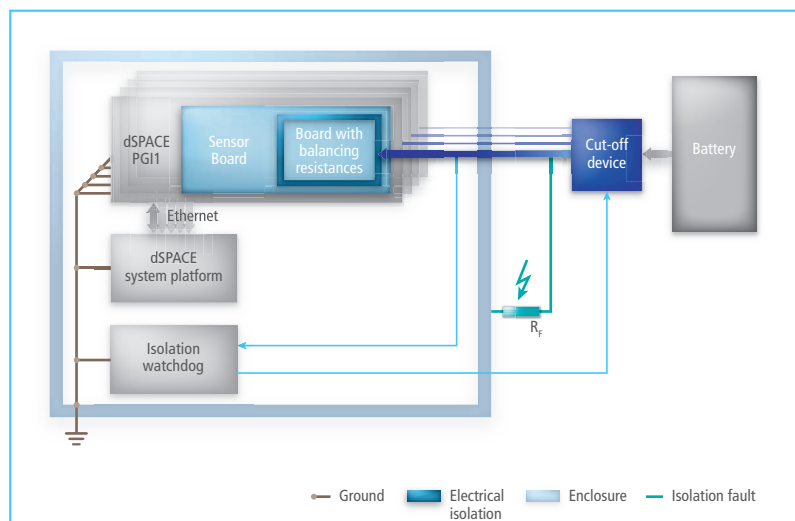 dSPACE
PGI1
Sensor
Board
Board with
balancing
resistances
Cut-off
device
Battery
Ethernet
dSPACE
system platform
Isolation
watchdog
RF
Ground
Electrical
isolation
Enclosure
Isolation fault